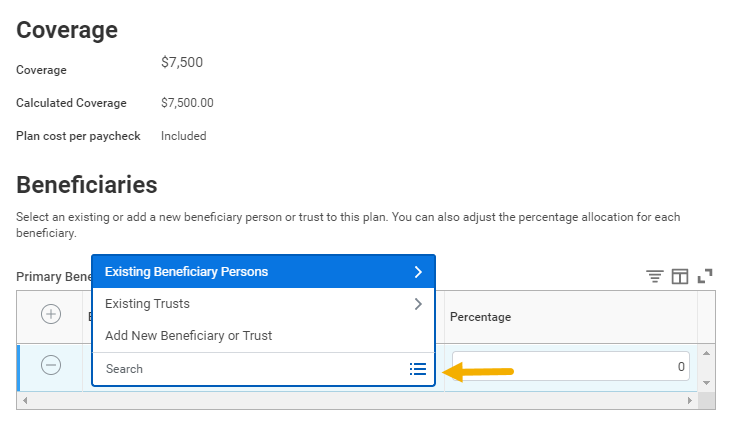 Coverage
Coverage $7,500
Calculated Coverage $7,500.00
Plan cost per paycheck Included
Beneficiaries
Select an existing or add a new beneficiary person or trust to this plan. You can also adjust the percentage allocation for each
beneficiary.
Primary Bene
Existing Beneficiary Persons
Existing Trusts
Percentage
Add New Beneficiary or Trust
Search
0